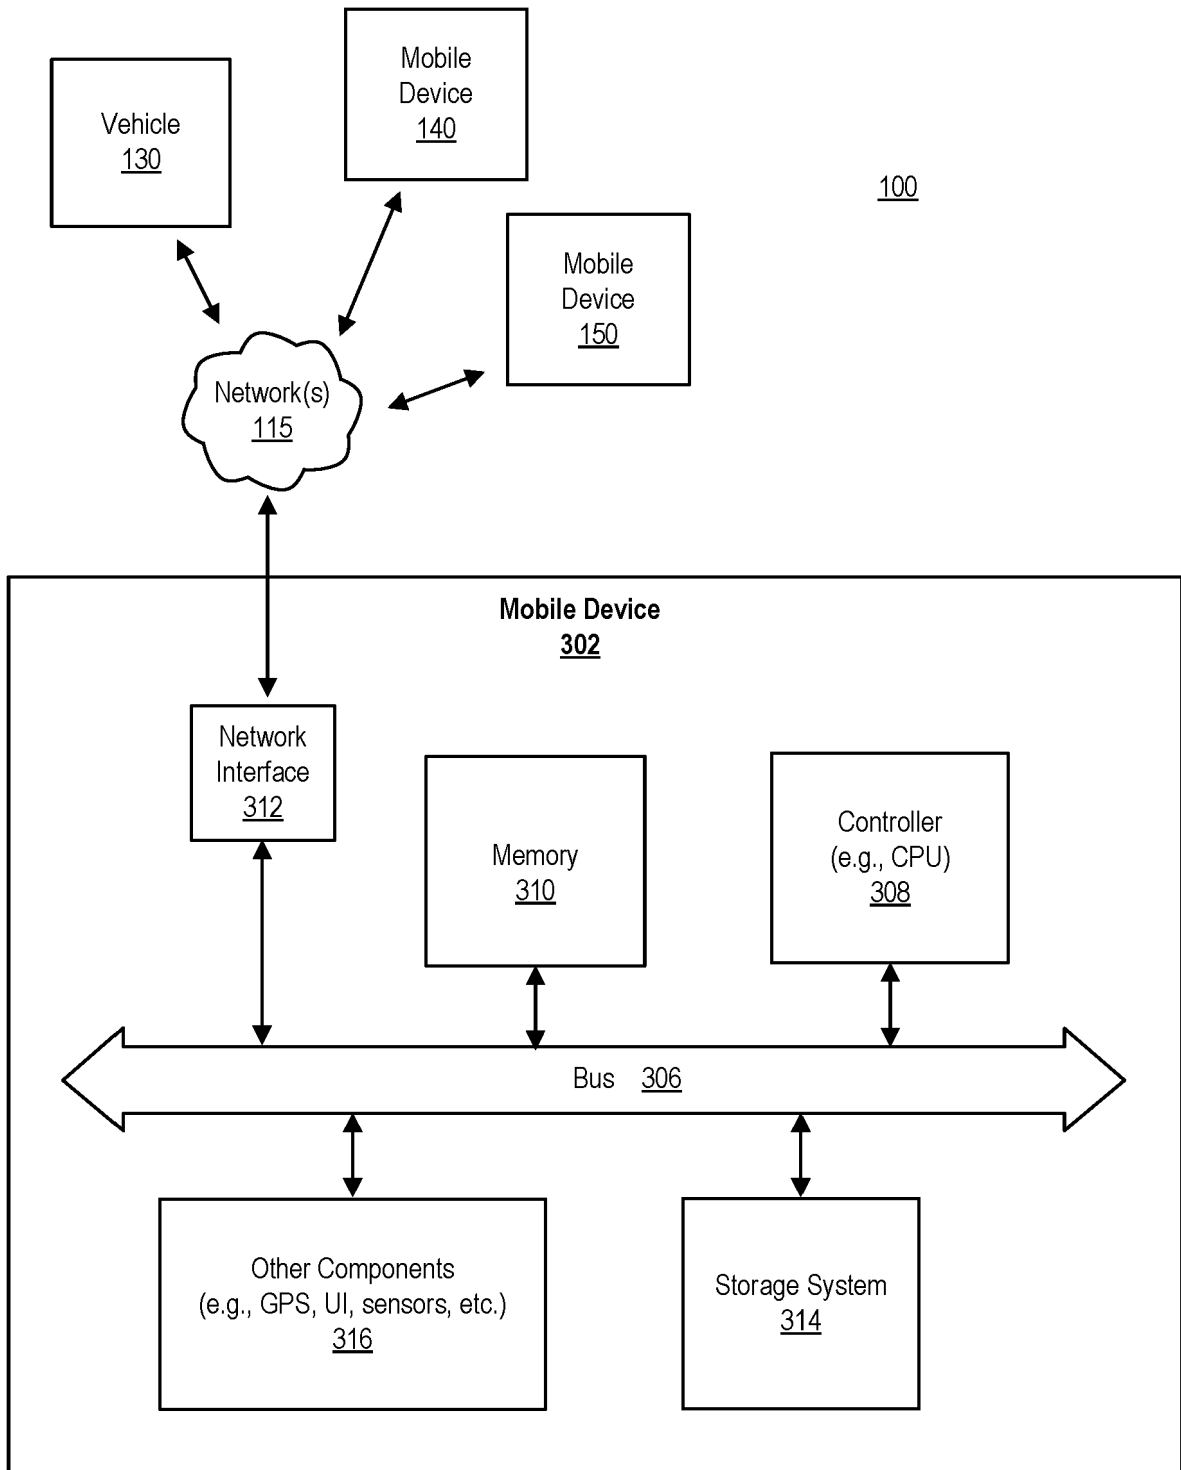 Mobile
Device
140
Vehicle
130
100
Mobile
Device
150
Network(s)
115
Mobile Device
302
Network
Interface
312
Memory
310
Controller
(e.g., CPU)
308
Bus 306
Other Components
(e.g., GPS, UI, sensors, etc.)
316
Storage System
314